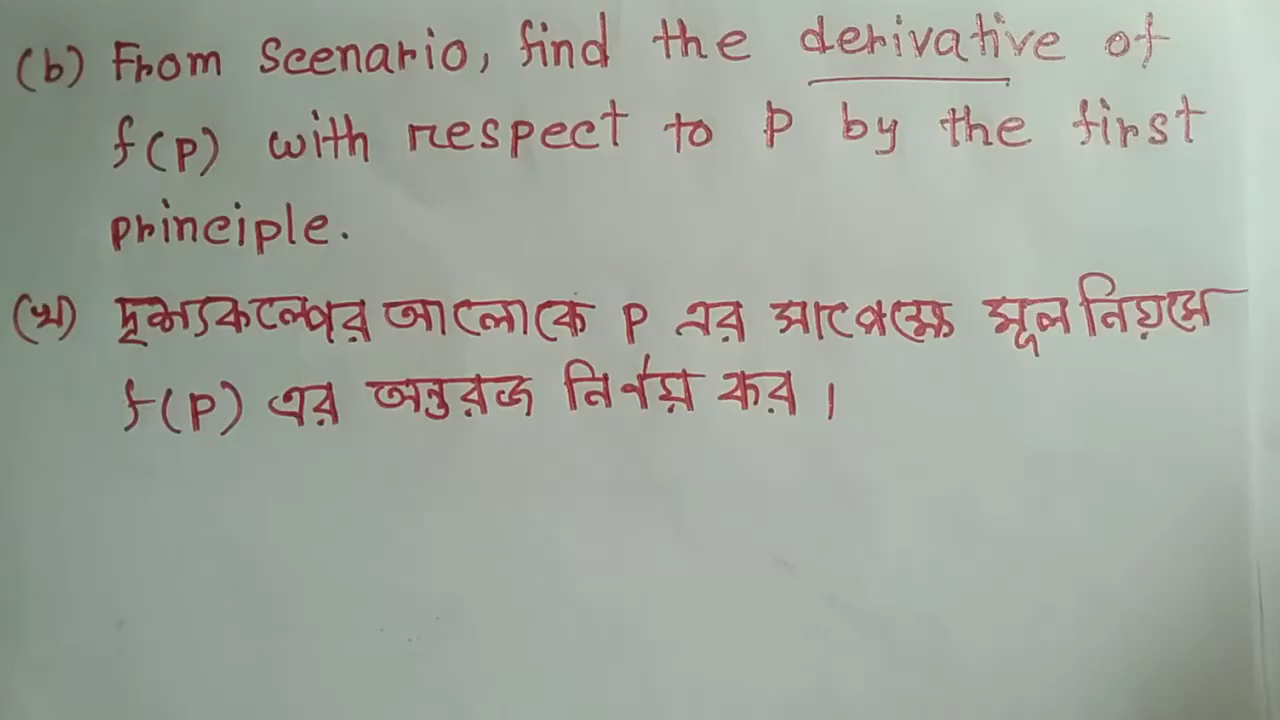 (b) From Scenario, find the derivative of
f(P) with respect to P by the first
principle.
(খ) দৃশ্যকল্পের আলোকে P এর সাপেক্ষে মূল নিয়মে
f(P) এর অন্তরজ নির্ণয় কর।